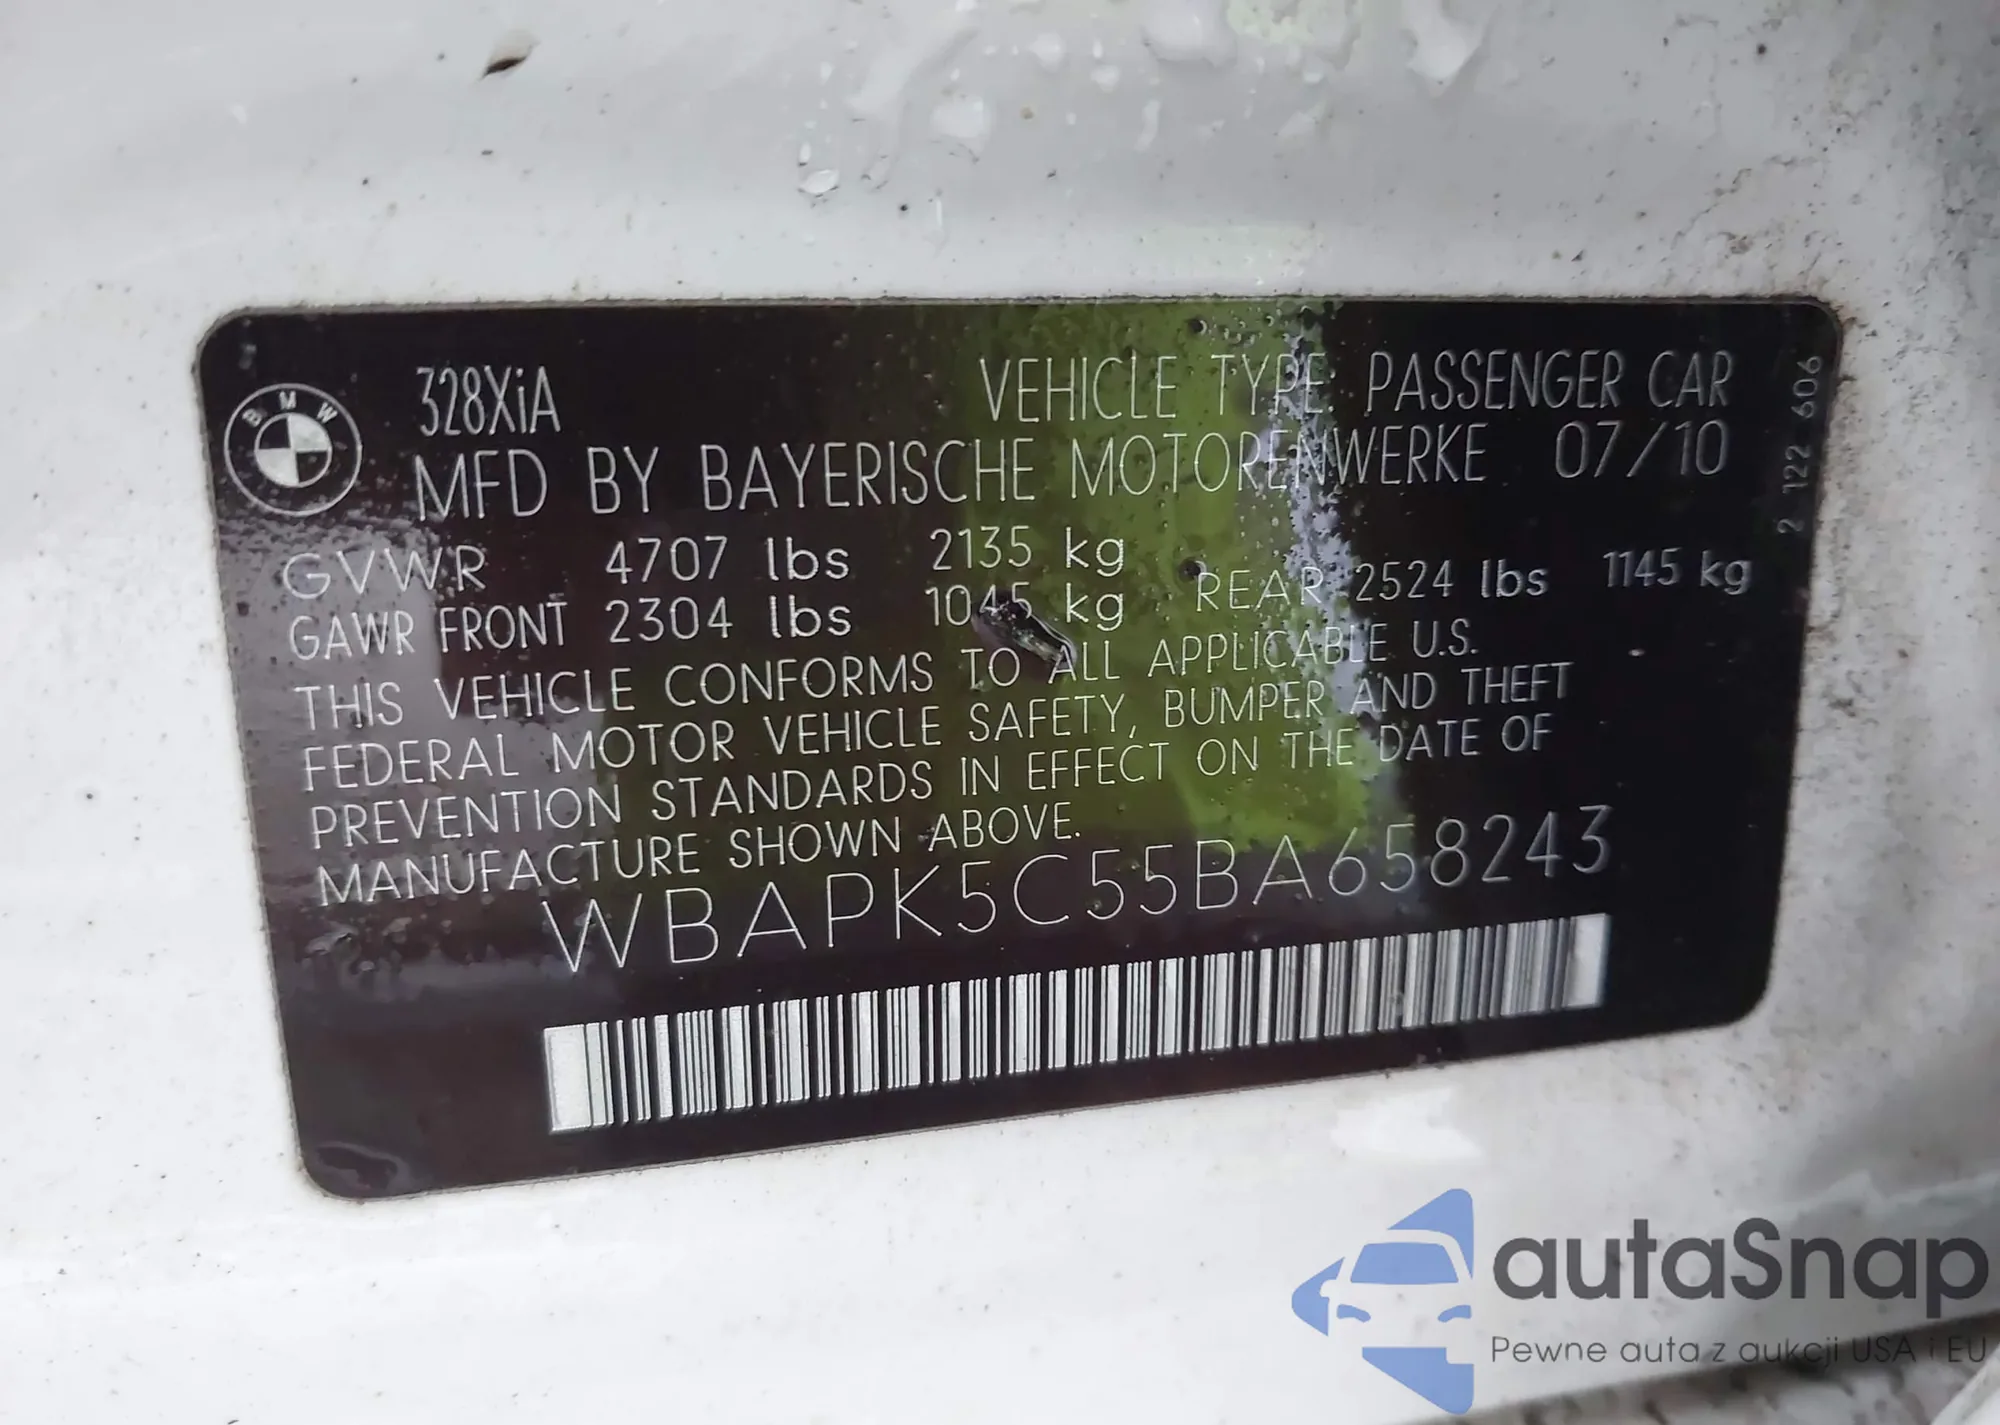 BMW
328XiA VEHICLE TYPE: PASSENGER CAR
MFD BY BAYERISCHE MOTORENWERKE 07/10
GVWR 4707 lbs 2135 kg
GAWR FRONT 2304 lbs 1045 kg REAR 2524 lbs 1145 kg
THIS VEHICLE CONFORMS TO ALL APPLICABLE U.S.
FEDERAL MOTOR VEHICLE SAFETY, BUMPER AND THEFT
PREVENTION STANDARDS IN EFFECT ON THE DATE OF
MANUFACTURE SHOWN ABOVE.
WBAPK5C55BA658243
2 122 606
autaSnap
Pewne auta z aukcji USA i EU